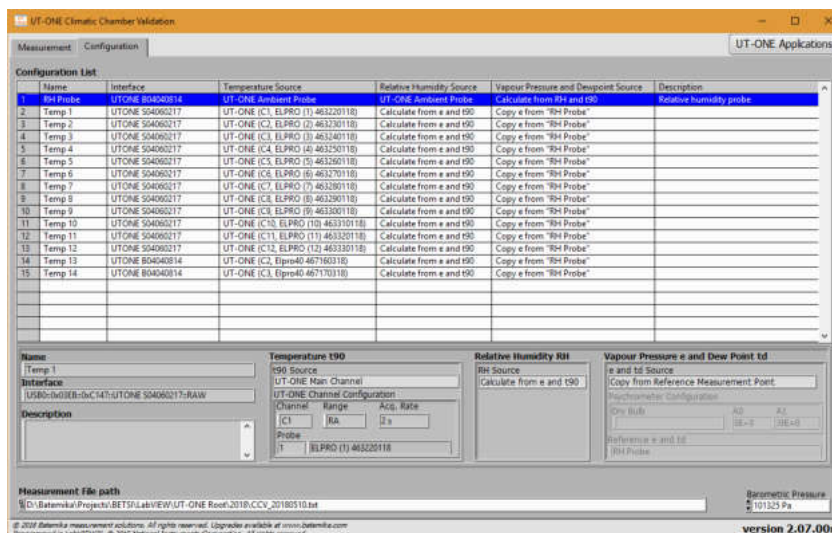 UT-ONE Climatic Chamber Validation
Measurement Configuration UT-ONE Applications
Configuration List
Name Interface Temperature Source Relative Humidity Source Vapour Pressure and Dewpoint Source Description
1 RH Probe UTONE B04040814 UT-ONE Ambient Probe UT-ONE Ambient Probe Calculate from RH and t90 Relative humidity probe
2 Temp 1 UTONE S04060217 UT-ONE (C1, ELPRO (1) 463220118) Calculate from e and t90 Copy e from "RH Probe"
3 Temp 2 UTONE S04060217 UT-ONE (C2, ELPRO (2) 463230118) Calculate from e and t90 Copy e from "RH Probe"
4 Temp 3 UTONE S04060217 UT-ONE (C3, ELPRO (3) 463240118) Calculate from e and t90 Copy e from "RH Probe"
5 Temp 4 UTONE S04060217 UT-ONE (C4, ELPRO (4) 463250118) Calculate from e and t90 Copy e from "RH Probe"
6 Temp 5 UTONE S04060217 UT-ONE (C5, ELPRO (5) 463260118) Calculate from e and t90 Copy e from "RH Probe"
7 Temp 6 UTONE S04060217 UT-ONE (C6, ELPRO (6) 463270118) Calculate from e and t90 Copy e from "RH Probe"
8 Temp 7 UTONE S04060217 UT-ONE (C7, ELPRO (7) 463280118) Calculate from e and t90 Copy e from "RH Probe"
9 Temp 8 UTONE S04060217 UT-ONE (C8, ELPRO (8) 463290118) Calculate from e and t90 Copy e from "RH Probe"
10 Temp 9 UTONE S04060217 UT-ONE (C9, ELPRO (9) 463300118) Calculate from e and t90 Copy e from "RH Probe"
11 Temp 10 UTONE S04060217 UT-ONE (C10, ELPRO (10) 463310118) Calculate from e and t90 Copy e from "RH Probe"
12 Temp 11 UTONE S04060217 UT-ONE (C11, ELPRO (11) 463320118) Calculate from e and t90 Copy e from "RH Probe"
13 Temp 12 UTONE S04060217 UT-ONE (C12, ELPRO (12) 463330118) Calculate from e and t90 Copy e from "RH Probe"
14 Temp 13 UTONE B04040814 UT-ONE (C2, Elpro40 467160318) Calculate from e and t90 Copy e from "RH Probe"
15 Temp 14 UTONE B04040814 UT-ONE (C3, Elpro40 467170318) Calculate from e and t90 Copy e from "RH Probe"
Name Temperature t90 Relative Humidity RH Vapour Pressure e and Dew Point td
Temp 1 t90 Source RH Source e and td Source
Interface UT-ONE Main Channel Calculate from e and t90 Copy from Reference Measurement Point
USB0::0x03EB::0xC147::UTONE S04060217::RAW UT-ONE Channel Configuration Psychrometer Configuration
Description Channel Range Acq. Rate Dry Bulb A0 A1
C1 RA 2 s
Probe Reference e and td
1 ELPRO (1) 463220118 RH Probe
Measurement File path Barometric Pressure
D:\Batemika\Projects\BETSI\LabVIEW\UT-ONE Root\2018\CCV_20180510.txt 101325 Pa
© 2018 Batemika measurement solutions. All rights reserved. Upgrades available at www.batemika.com
version 2.07.00